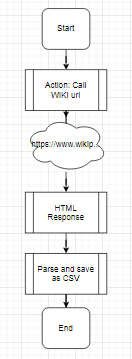 Start
Action: Call
WIKI url
https://www.wikip..
HTML
Response
Parse and save
as CSV
End